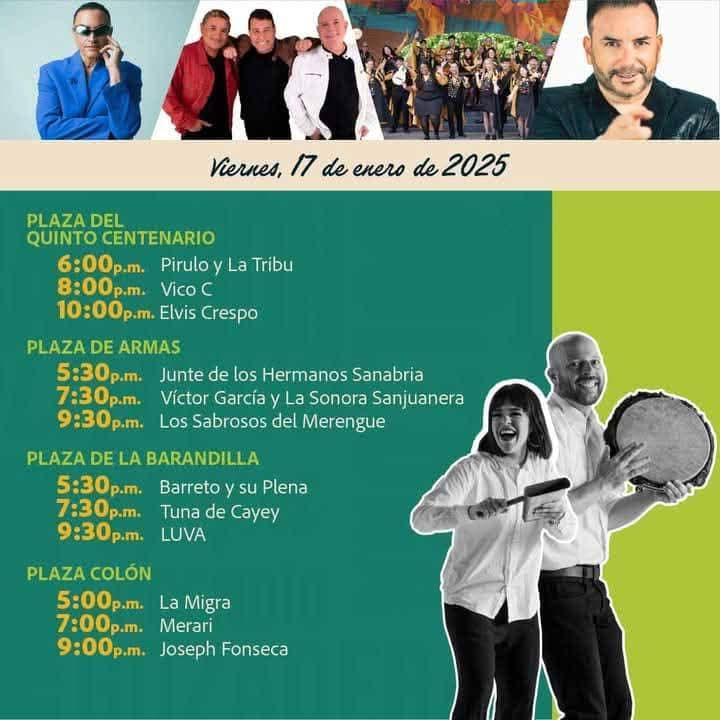 Viernes, 17 de enero de 2025
PLAZA DEL
QUINTO CENTENARIO
6:00p.m. Pirulo y La Tribu
8:00p.m. Vico C
10:00p.m. Elvis Crespo
PLAZA DE ARMAS
5:30p.m. Junte de los Hermanos Sanabria
7:30p.m. Víctor García y La Sonora Sanjuanera
9:30p.m. Los Sabrosos del Merengue
PLAZA DE LA BARANDILLA
5:30p.m. Barreto y su Plena
7:30p.m. Tuna de Cayey
9:30p.m. LUVA
PLAZA COLÓN
5:00p.m. La Migra
7:00p.m. Merari
9:00p.m. Joseph Fonseca